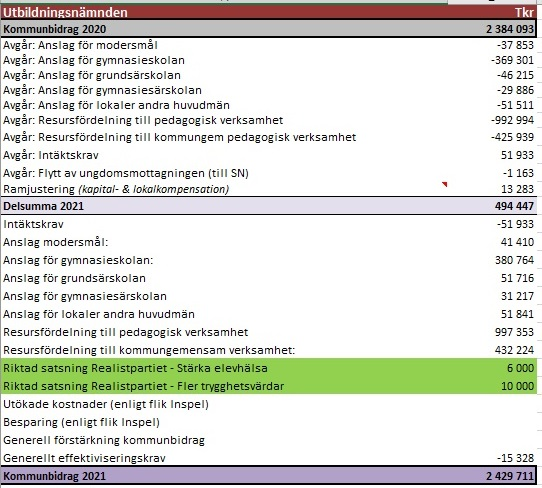 Utbildningsnämnden Tkr
Kommunbidrag 2020 2 384 093
Avgår: Anslag för modersmål -37 853
Avgår: Anslag för gymnasieskolan -369 301
Avgår: Anslag för grundsärskolan -46 215
Avgår: Anslag för gymnasiesärskolan -29 886
Avgår: Anslag för lokaler andra huvudmän -51 511
Avgår: Resursfördelning till pedagogisk verksamhet -992 994
Avgår: Resursfördelning till kommungem pedagogisk verksamhet -425 939
Avgår: Intäktskrav 51 933
Avgår: Flytt av ungdomsmottagningen (till SN) -1 163
Ramjustering (kapital- & lokalkompensation) 13 283
Delsumma 2021 494 447
Intäktskrav -51 933
Anslag modersmål: 41 410
Anslag för gymnasieskolan: 380 764
Anslag för grundsärskolan 51 716
Anslag för gymnasiesärskolan 31 217
Anslag för lokaler andra huvudmän 51 841
Resursfördelning till pedagogisk verksamhet 997 353
Resursfördelning till kommungemensam verksamhet: 432 224
Riktad satsning Realistpartiet - Stärka elevhälsa 6 000
Riktad satsning Realistpartiet - Fler trygghetsvärdar 10 000
Utökade kostnader (enligt flik Inspel)
Besparing (enligt flik Inspel)
Generell förstärkning kommunbidrag
Generellt effektiviseringskrav -15 328
Kommunbidrag 2021 2 429 711